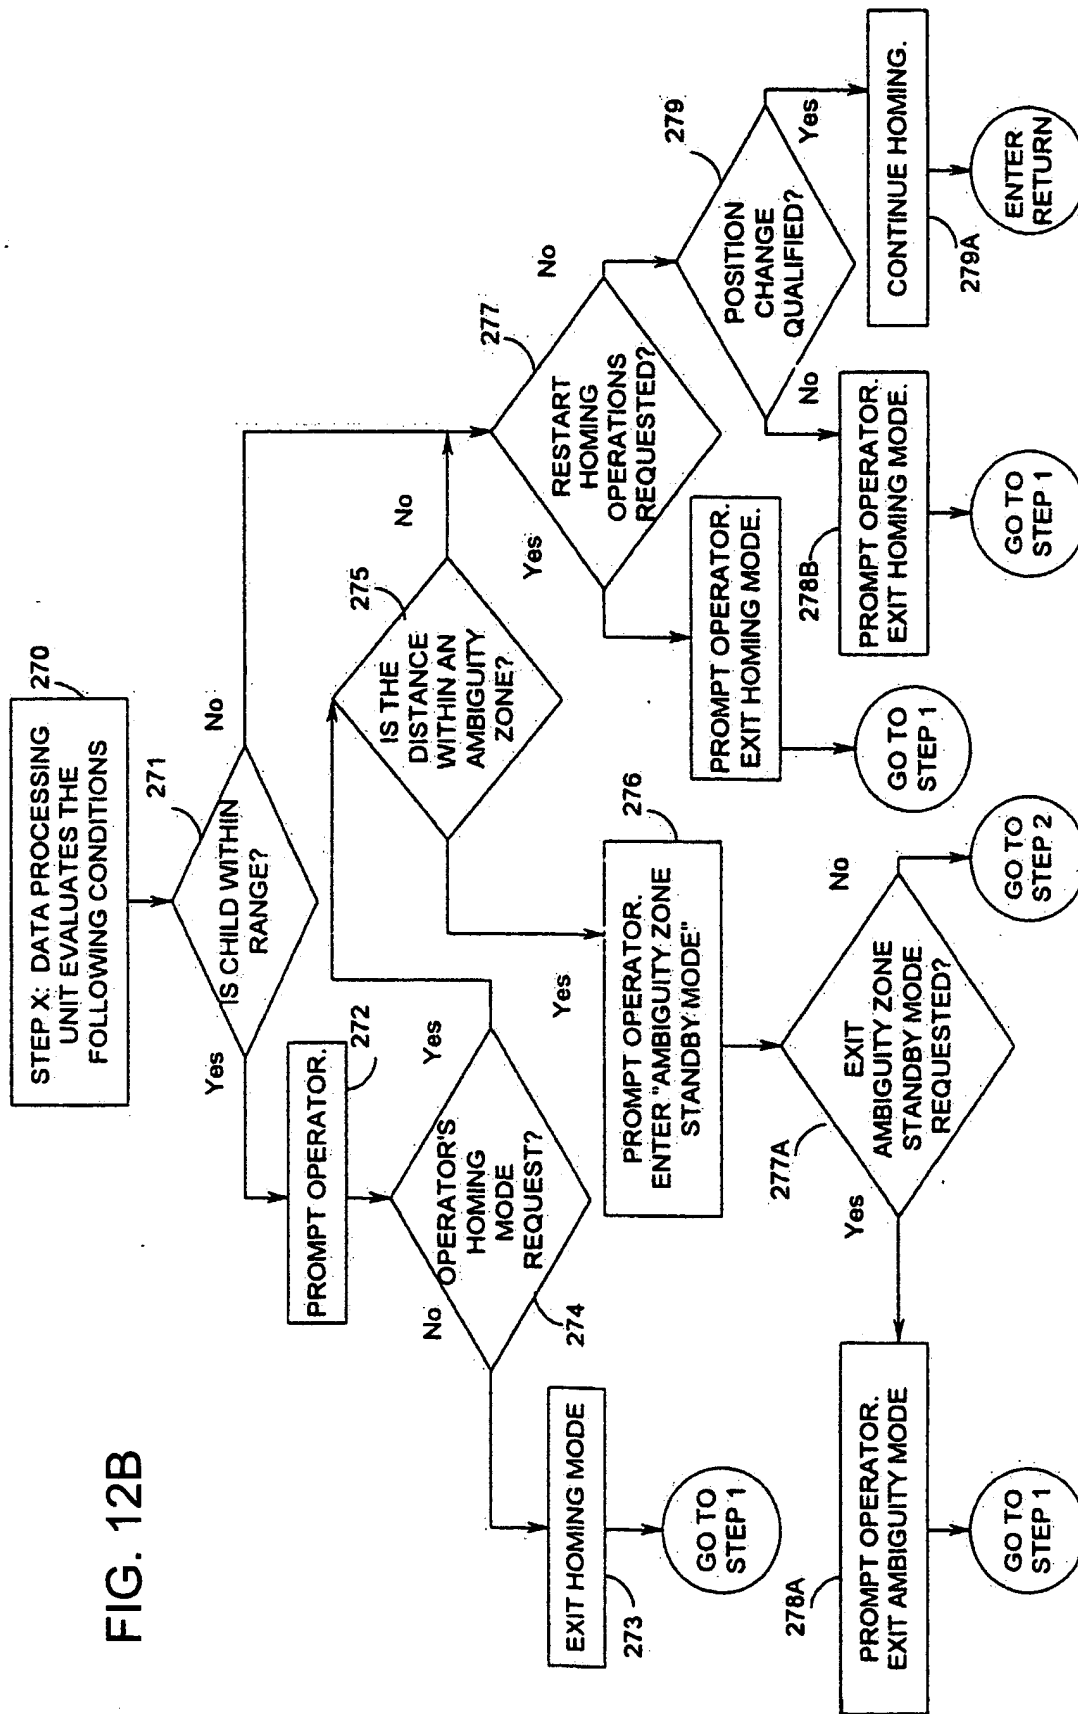 FIG. 12B
STEP X: DATA PROCESSING
UNIT EVALUATES THE
FOLLOWING CONDITIONS
270
271
IS CHILD WITHIN
RANGE?
Yes
No
PROMPT OPERATOR.
272
OPERATOR'S
HOMING
MODE
REQUEST?
274
No
Yes
EXIT HOMING MODE
273
GO TO
STEP 1
275
IS THE
DISTANCE
WITHIN AN
AMBIGUITY
ZONE?
No
Yes
PROMPT OPERATOR.
ENTER "AMBIGUITY ZONE
STANDBY MODE"
276
EXIT
AMBIGUITY ZONE
STANDBY MODE
REQUESTED?
277A
Yes
No
PROMPT OPERATOR.
EXIT AMBIGUITY MODE
278A
GO TO
STEP 1
GO TO
STEP 2
277
RESTART
HOMING
OPERATIONS
REQUESTED?
Yes
No
PROMPT OPERATOR.
EXIT HOMING MODE.
GO TO
STEP 1
279
POSITION
CHANGE
QUALIFIED?
No
Yes
PROMPT OPERATOR.
EXIT HOMING MODE.
278B
GO TO
STEP 1
CONTINUE HOMING.
279A
ENTER
RETURN